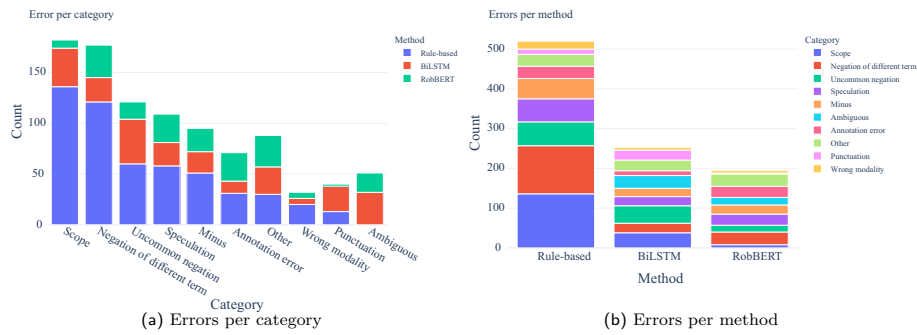 Error per category
Method
Rule-based
BiLSTM
RobBERT
150
100
50
0
Count
Scope
Negation of different term
Uncommon negation
Speculation
Minus
Annotation error
Other
Wrong modality
Punctuation
Ambiguous
Category
(a) Errors per category
Errors per method
Category
Scope
Negation of different term
Uncommon negation
Speculation
Minus
Ambiguous
Annotation error
Other
Punctuation
Wrong modality
500
400
300
200
100
0
Count
Rule-based
BiLSTM
RobBERT
Method
(b) Errors per method